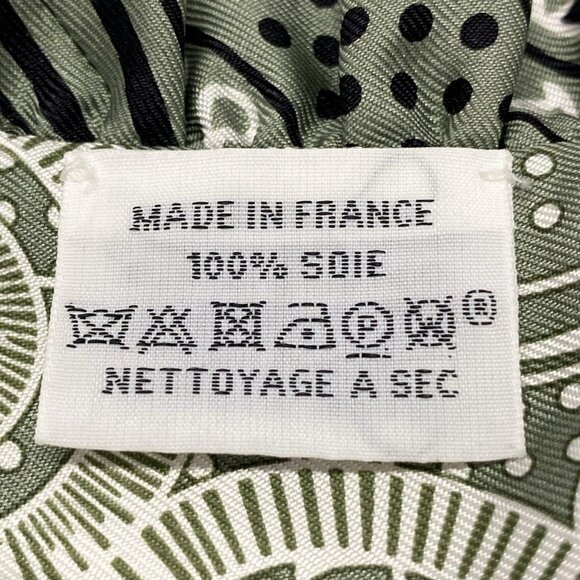 MADE IN FRANCE
100% SOIE
P ®
NETTOYAGE A SEC